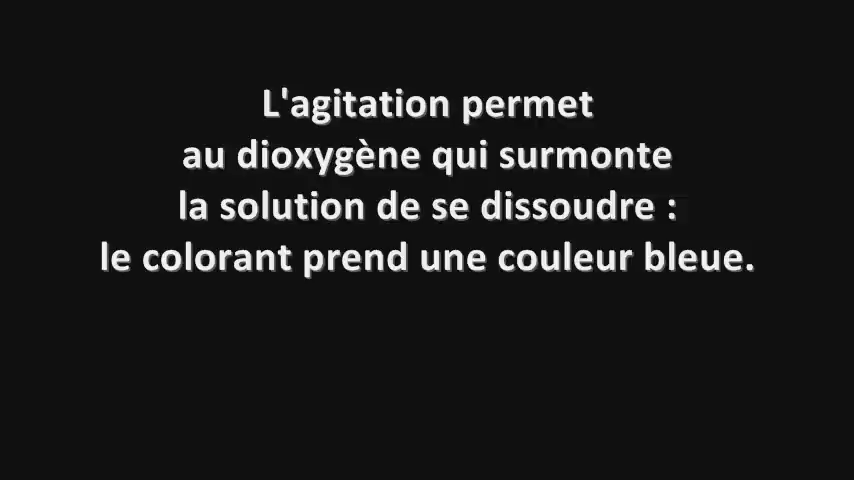 L'agitation permet
au dioxygène qui surmonte
la solution de se dissoudre :
le colorant prend une couleur bleue.